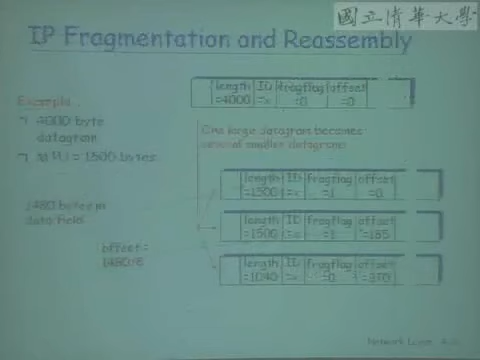 國立清華大學
IP Fragmentation and Reassembly
length ID fragflag offset
=4000 =x =0 =0
Example
4000 byte
datagram
MTU = 1500 bytes
One large datagram becomes
several smaller datagrams
length ID fragflag offset
=1500 =x =1 =0
1480 bytes in
data field
length ID fragflag offset
=1500 =x =1 =185
offset =
1480/8
length ID fragflag offset
=1040 =x =0 =370
Network Layer